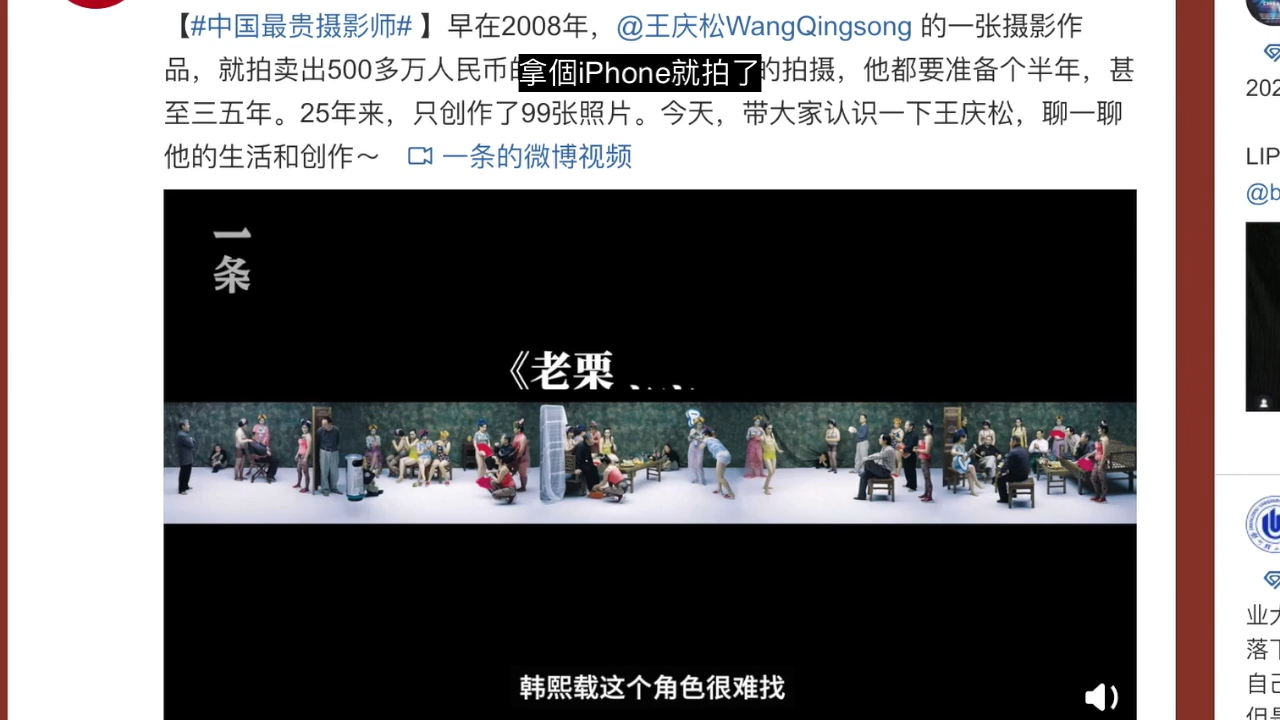 【#中国最贵摄影师# 】早在2008年，@王庆松WangQingsong 的一张摄影作
品，就拍卖出500多万人民币的
拿個iPhone就拍了
的拍摄，他都要准备个半年，甚
至三五年。25年来，只创作了99张照片。今天，带大家认识一下王庆松，聊一聊
他的生活和创作～ 一条的微博视频
一条
《老栗
韩熙载这个角色很难找
202
LIP
@b
业大
落下
自己
但是